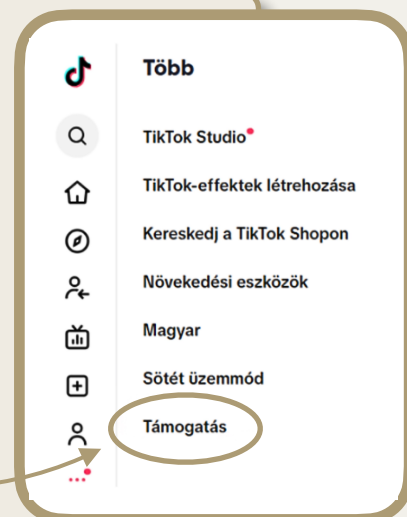 Több
TikTok Studio
TikTok-effektek létrehozása
Kereskedj a TikTok Shopon
Növekedési eszközök
Magyar
Sötét üzemmód
Támogatás